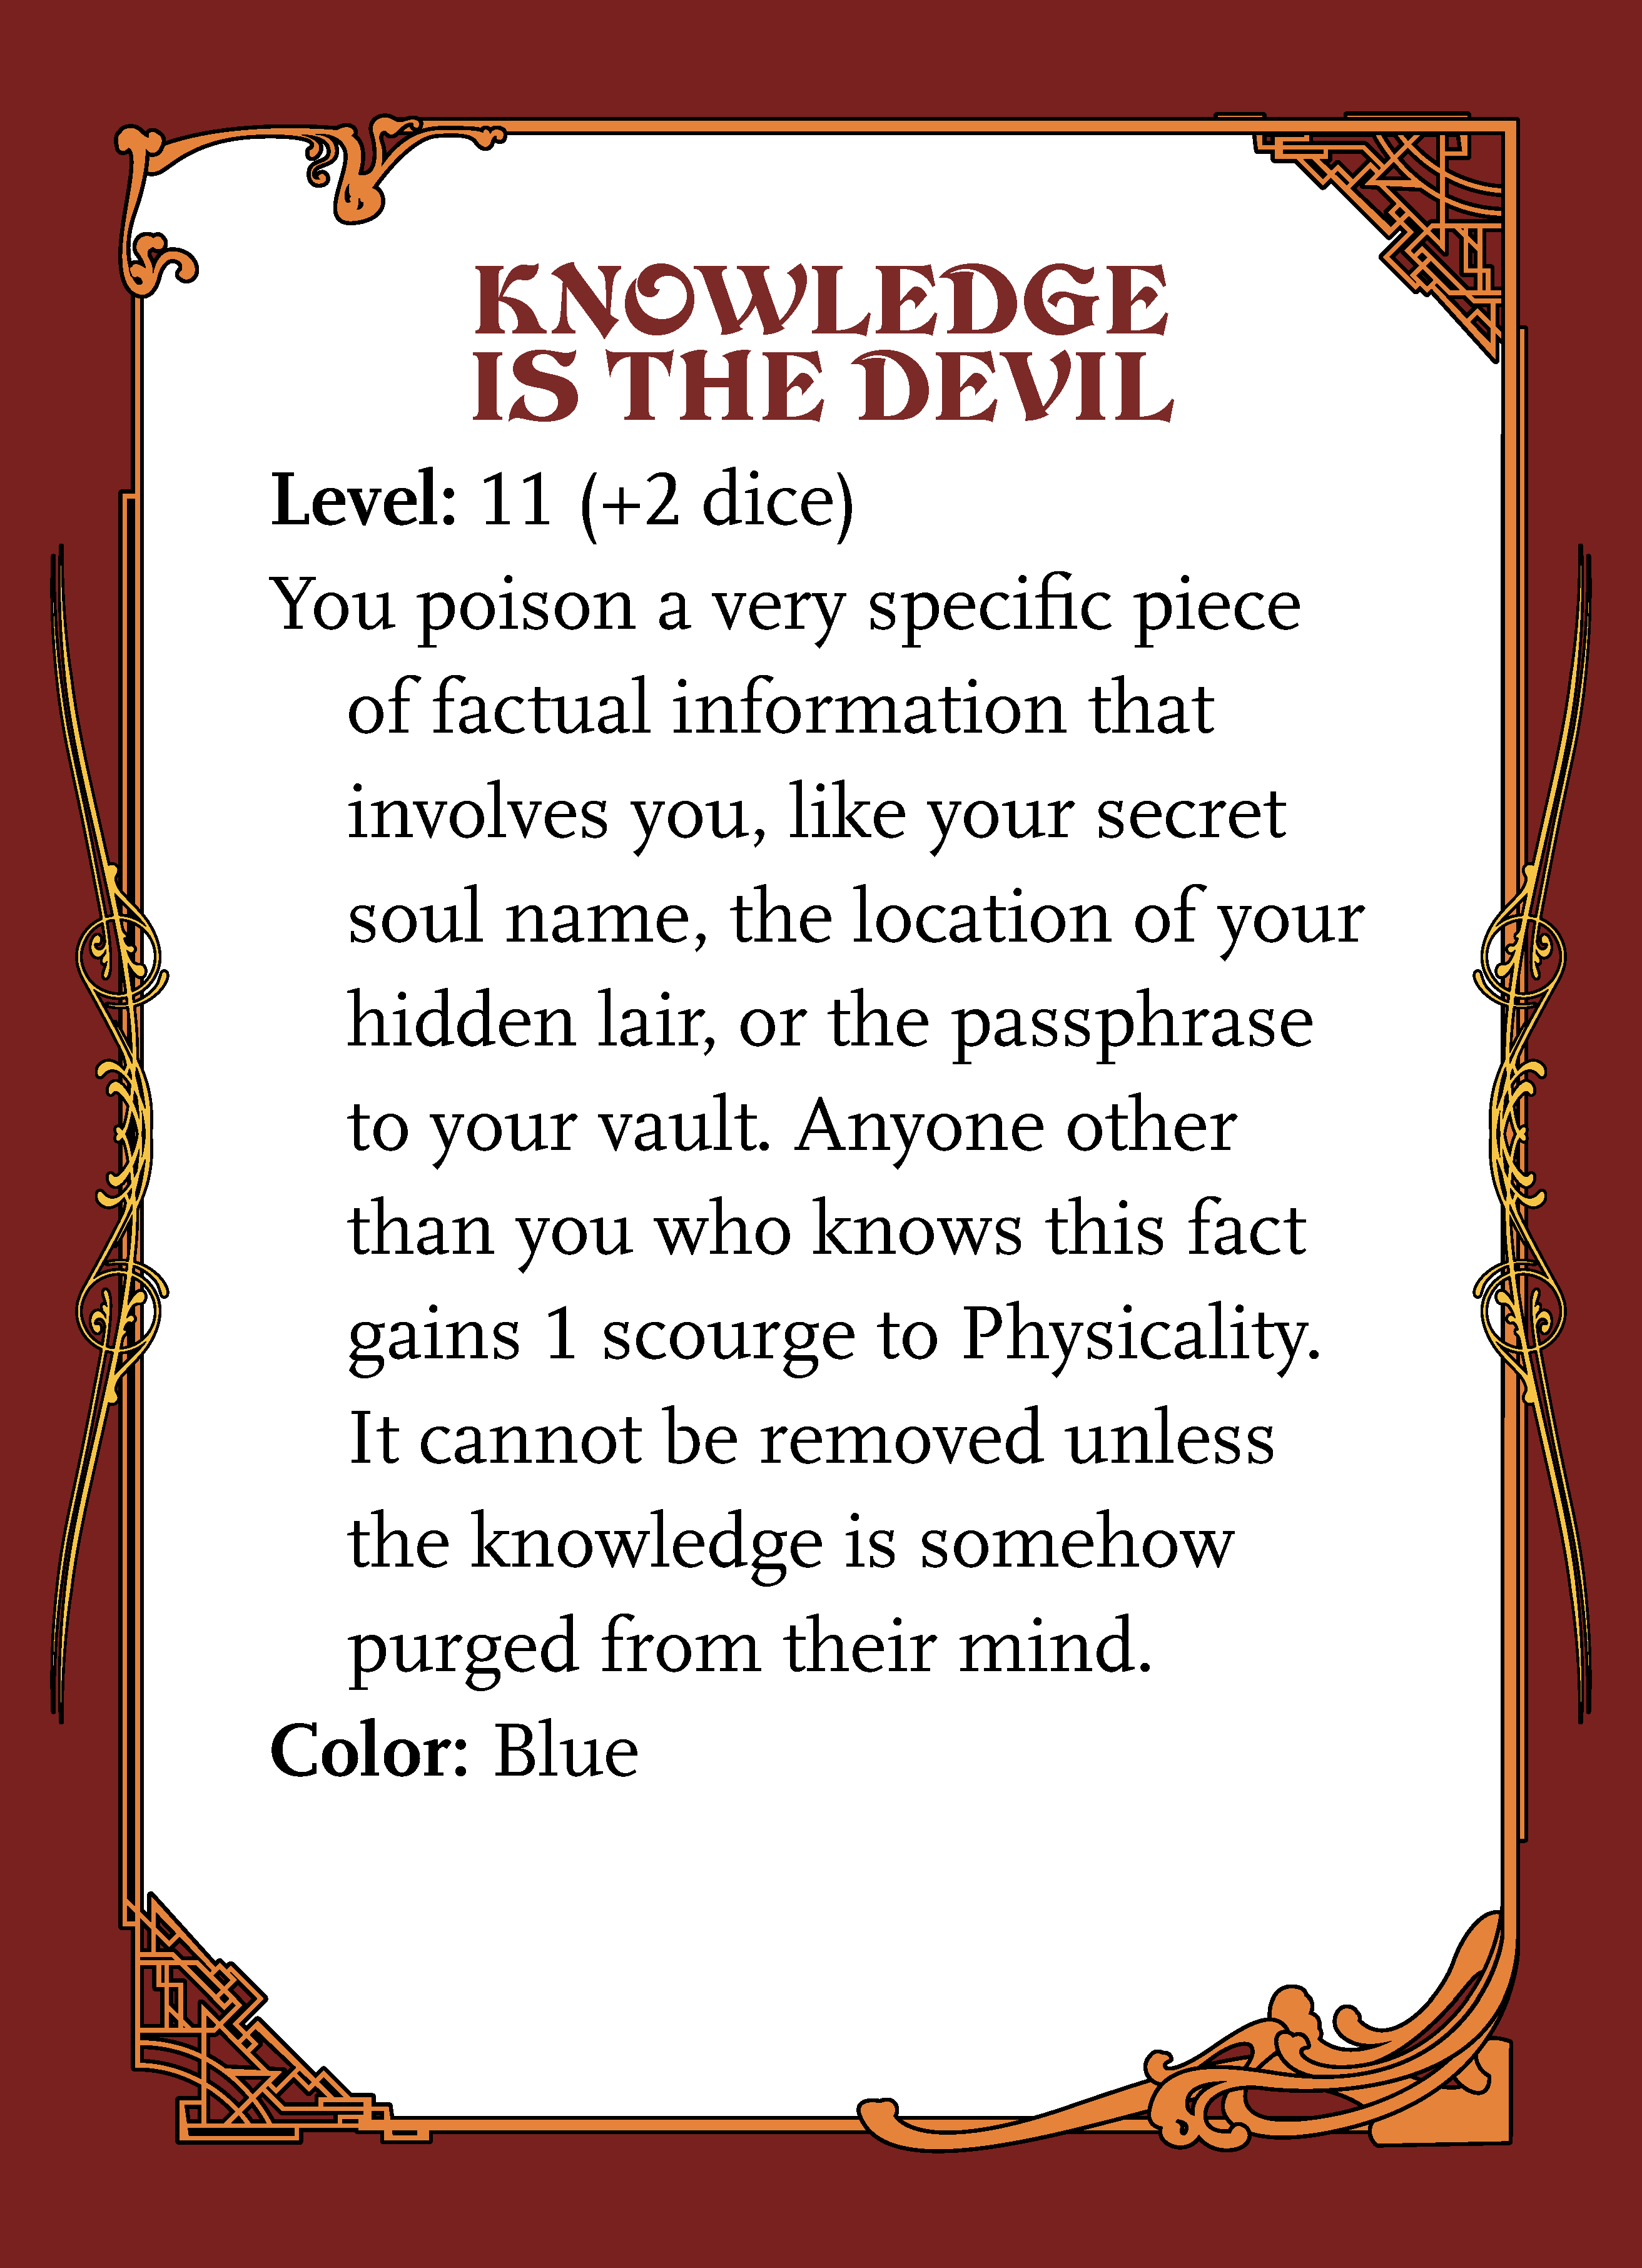 KNOWLEDGE
IS THE DEVIL
Level: 11 (+2 dice)
You poison a very specific piece
of factual information that
involves you, like your secret
soul name, the location of your
hidden lair, or the passphrase
to your vault. Anyone other
than you who knows this fact
gains 1 scourge to Physicality.
It cannot be removed unless
the knowledge is somehow
purged from their mind.
Color: Blue